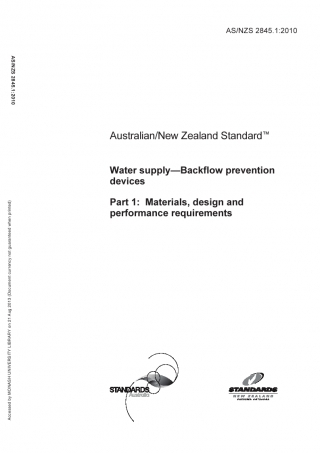 AS/NZS 2845.1:2010
AS/NZS 2845.1:2010
Australian/New Zealand Standard™
Water supply—Backflow prevention
devices
Part 1: Materials, design and
performance requirements
Accessed by MONASH UNIVERSITY LIBRARY on 21 Aug 2010 (Document currency not guaranteed when printed)
STANDARDS
Australia
STANDARDS
NEW ZEALAND